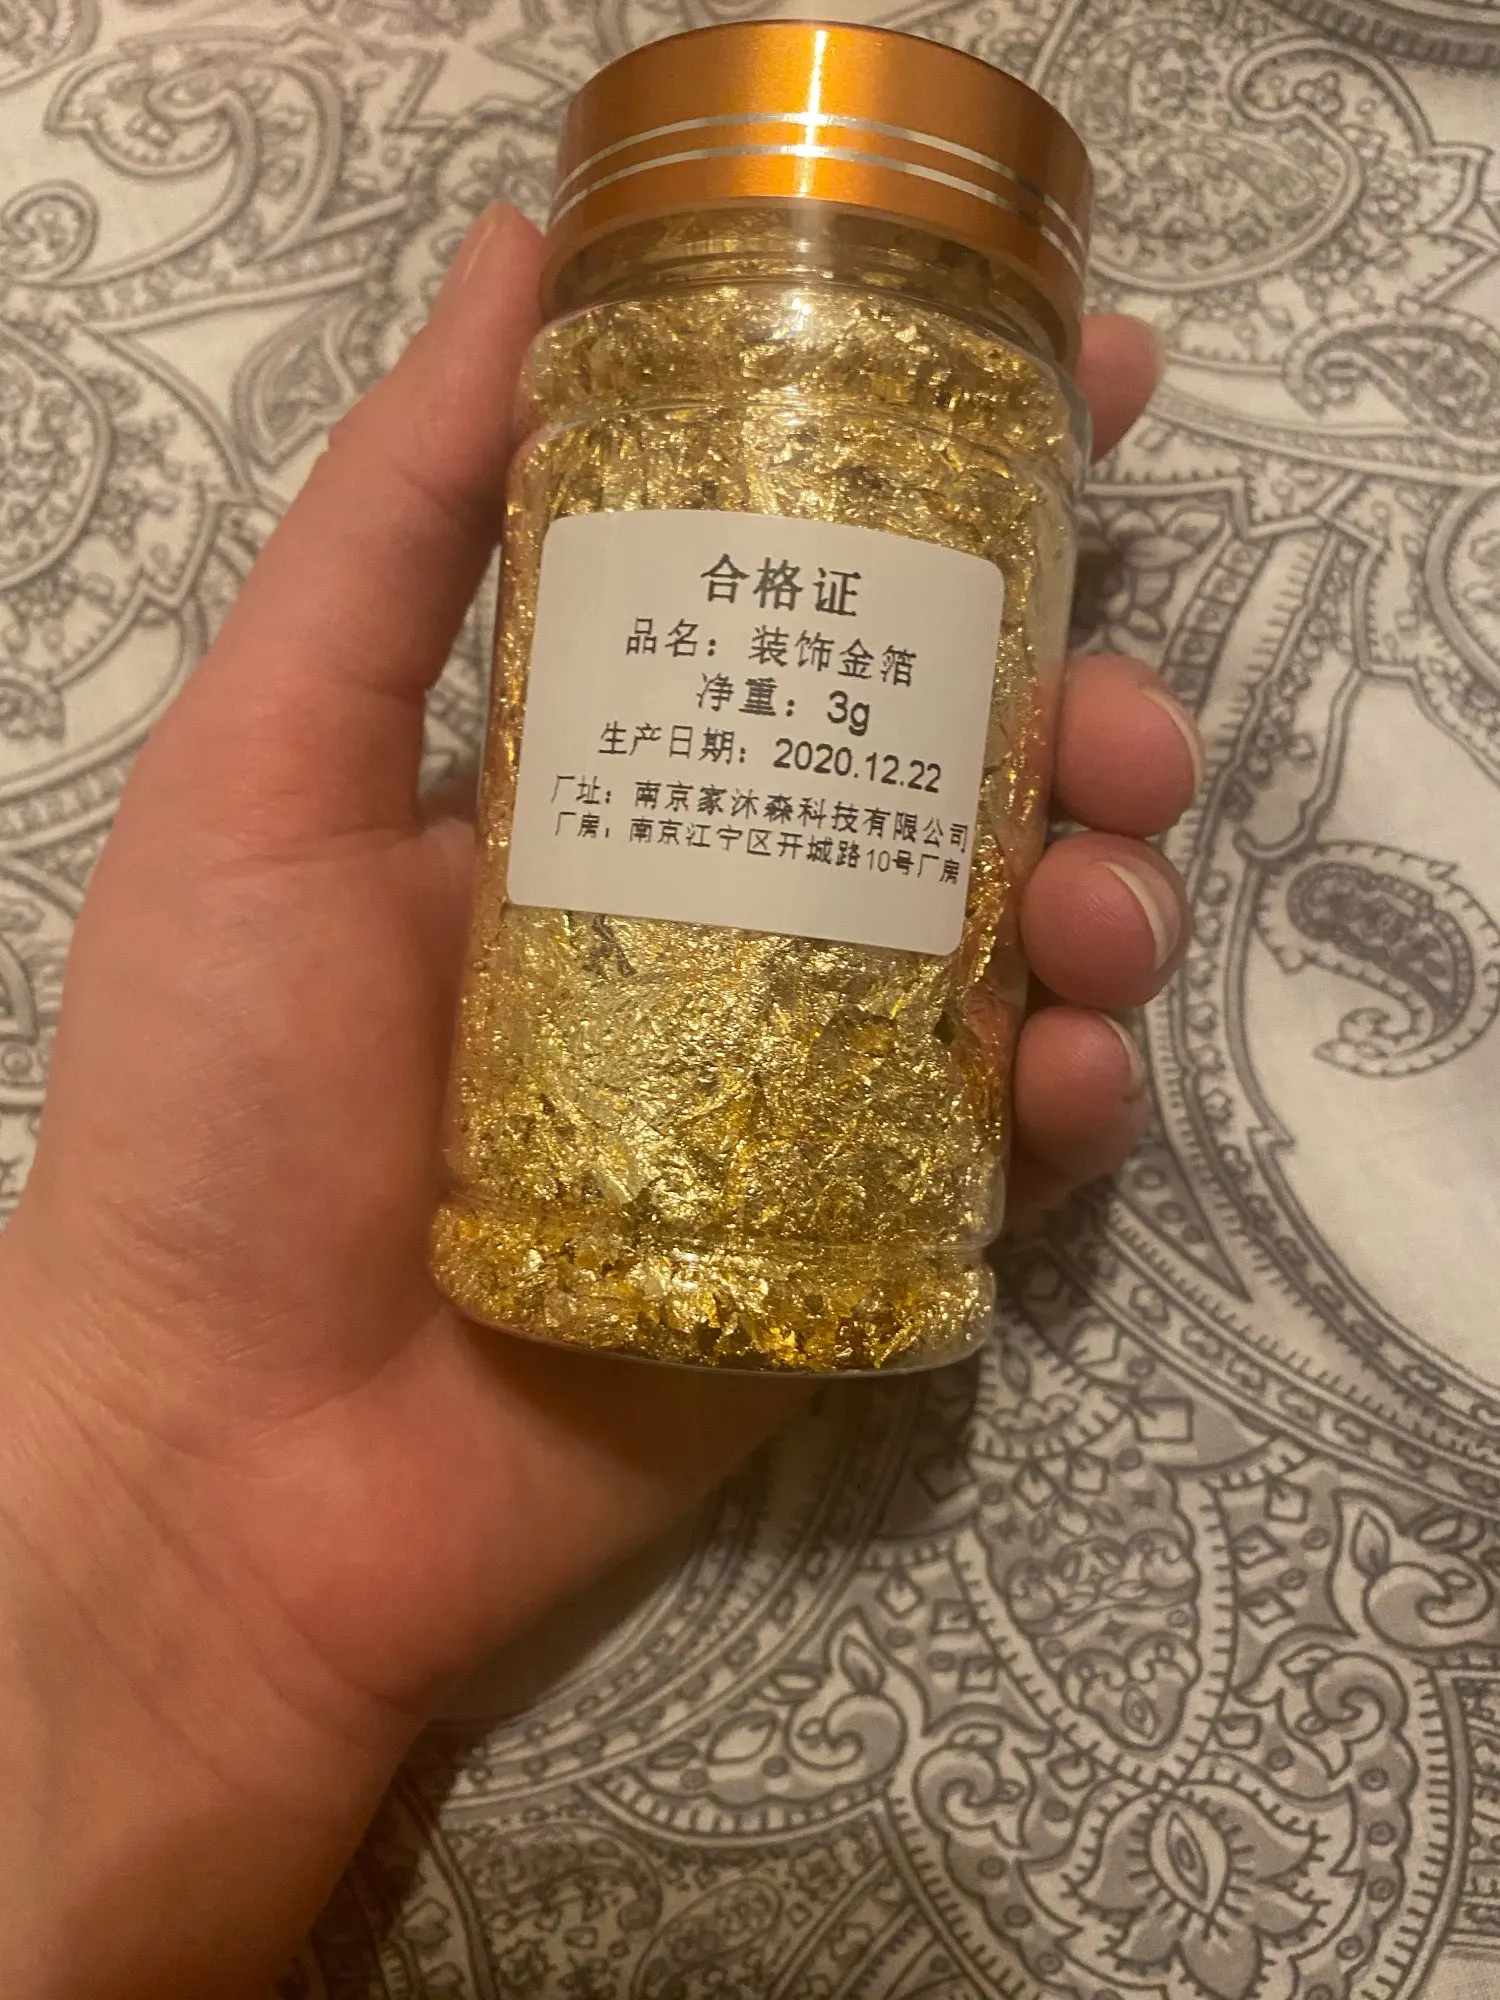 合格证
品名：装饰金箔
净重：3g
生产日期：2020.12.22
厂址：南京家沐森科技有限公司
厂房：南京江宁区开城路10号厂房